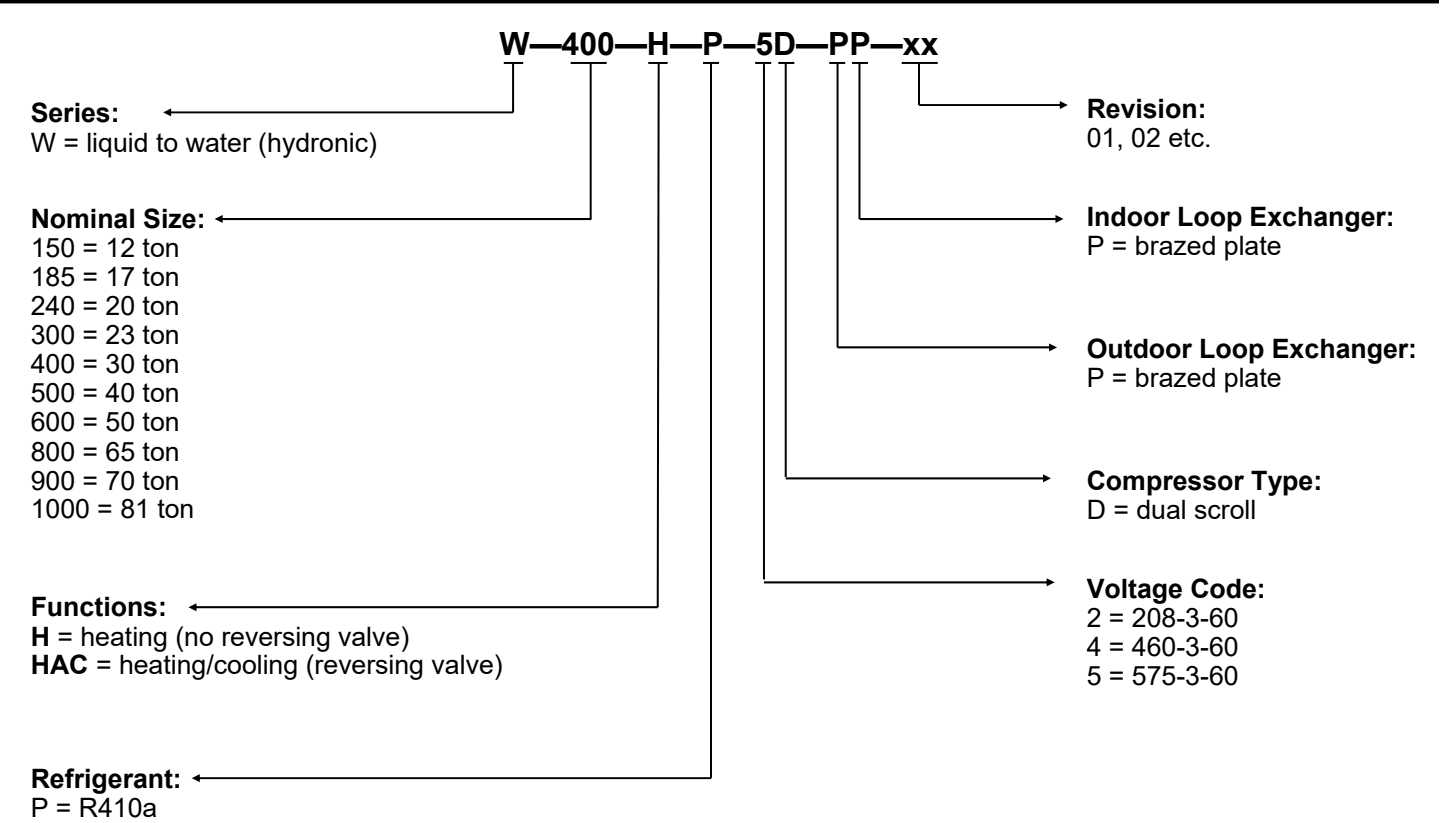 W—400—H—P—5D—PP—xx
Series:
W = liquid to water (hydronic)
Nominal Size:
150 = 12 ton
185 = 17 ton
240 = 20 ton
300 = 23 ton
400 = 30 ton
500 = 40 ton
600 = 50 ton
800 = 65 ton
900 = 70 ton
1000 = 81 ton
Functions:
H = heating (no reversing valve)
HAC = heating/cooling (reversing valve)
Refrigerant:
P = R410a
Revision:
01, 02 etc.
Indoor Loop Exchanger:
P = brazed plate
Outdoor Loop Exchanger:
P = brazed plate
Compressor Type:
D = dual scroll
Voltage Code:
2 = 208-3-60
4 = 460-3-60
5 = 575-3-60